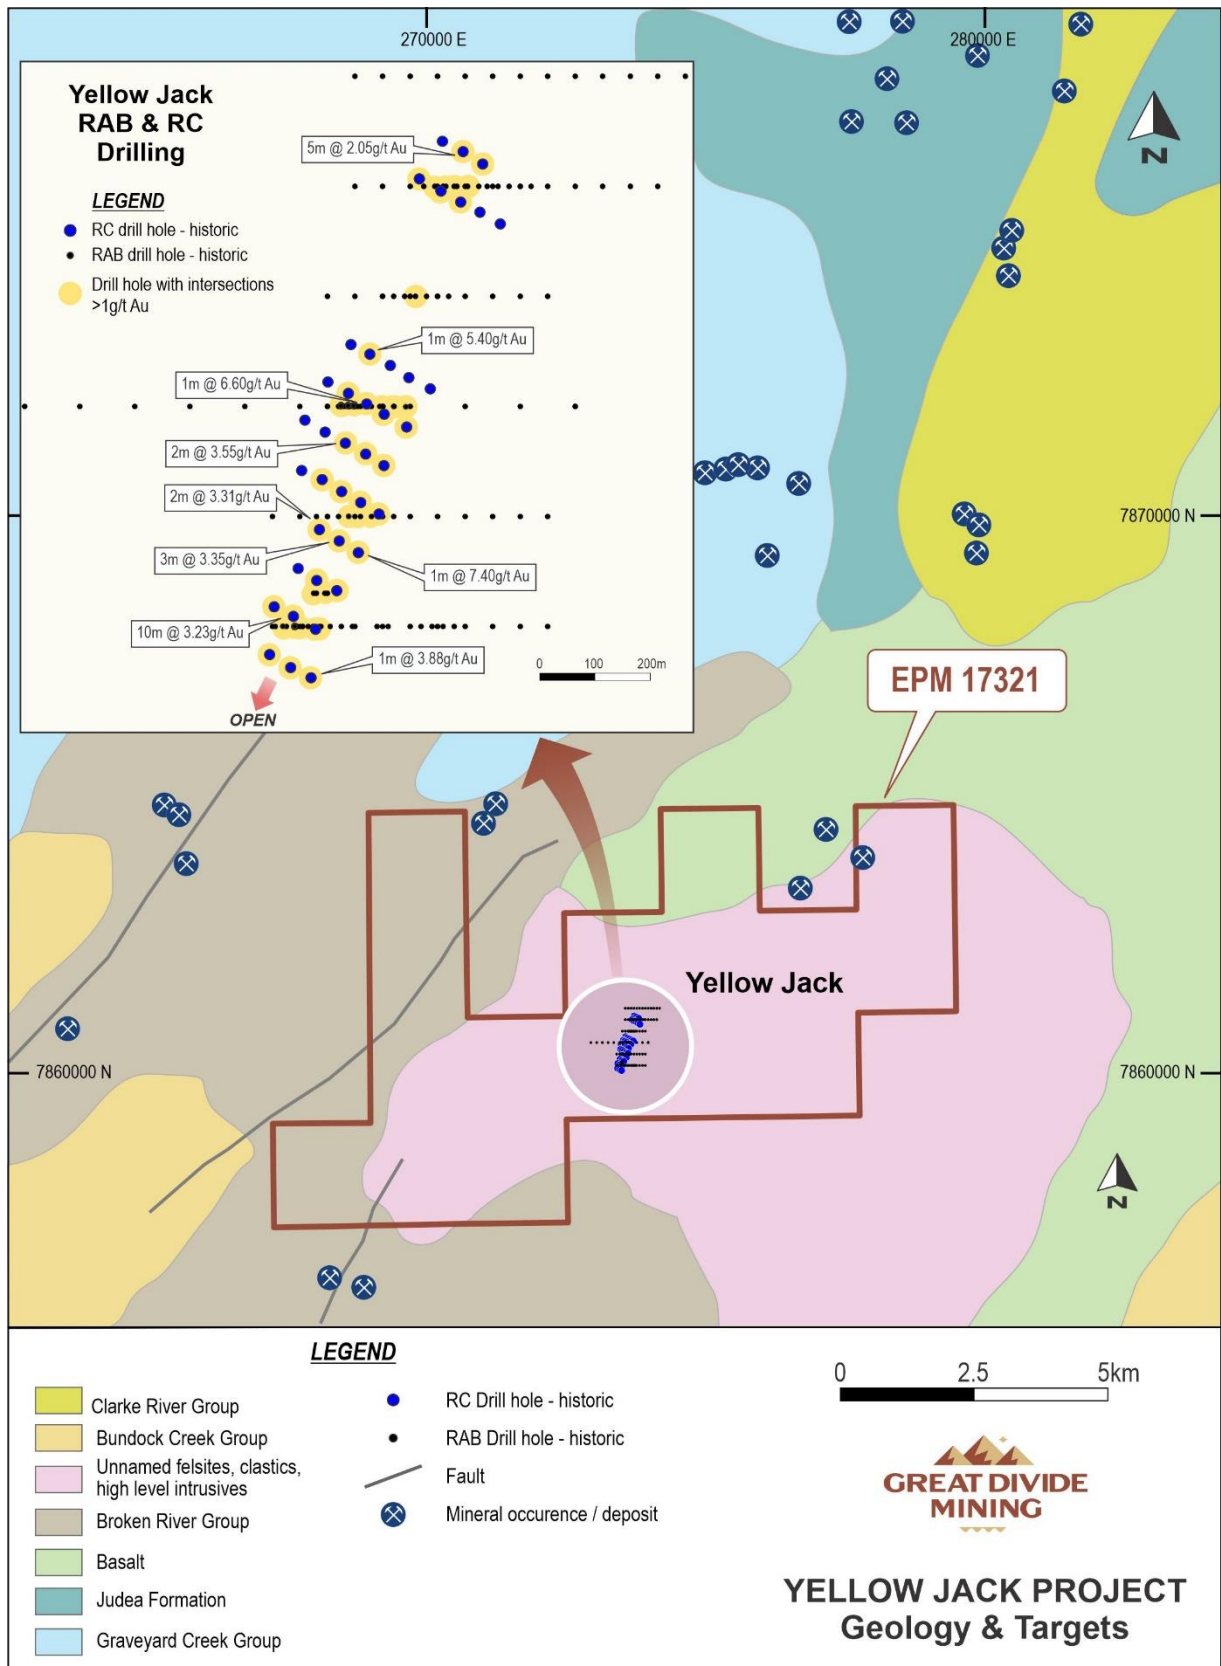 270000 E
280000 E
Yellow Jack
RAB & RC
Drilling
LEGEND
RC drill hole - historic
RAB drill hole - historic
Drill hole with intersections
>1g/t Au
5m @ 2.05g/t Au
1m @ 5.40g/t Au
1m @ 6.60g/t Au
2m @ 3.55g/t Au
2m @ 3.31g/t Au
3m @ 3.35g/t Au
1m @ 7.40g/t Au
10m @ 3.23g/t Au
1m @ 3.88g/t Au
0 100 200m
OPEN
N
7870000 N
EPM 17321
Yellow Jack
7860000 N
7860000 N
N
LEGEND
Clarke River Group
Bundock Creek Group
Unnamed felsites, clastics,
high level intrusives
Broken River Group
Basalt
Judea Formation
Graveyard Creek Group
RC Drill hole - historic
RAB Drill hole - historic
Fault
Mineral occurence / deposit
0 2.5 5km
GREAT DIVIDE
MINING
YELLOW JACK PROJECT
Geology & Targets